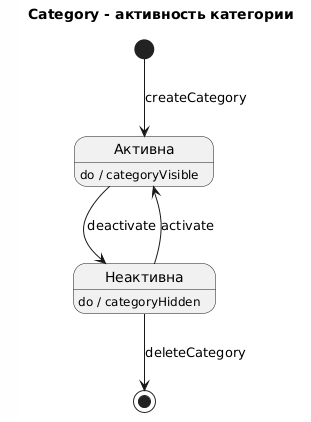 Category - активность категории
createCategory
Активна
do / categoryVisible
deactivate
activate
Неактивна
do / categoryHidden
deleteCategory